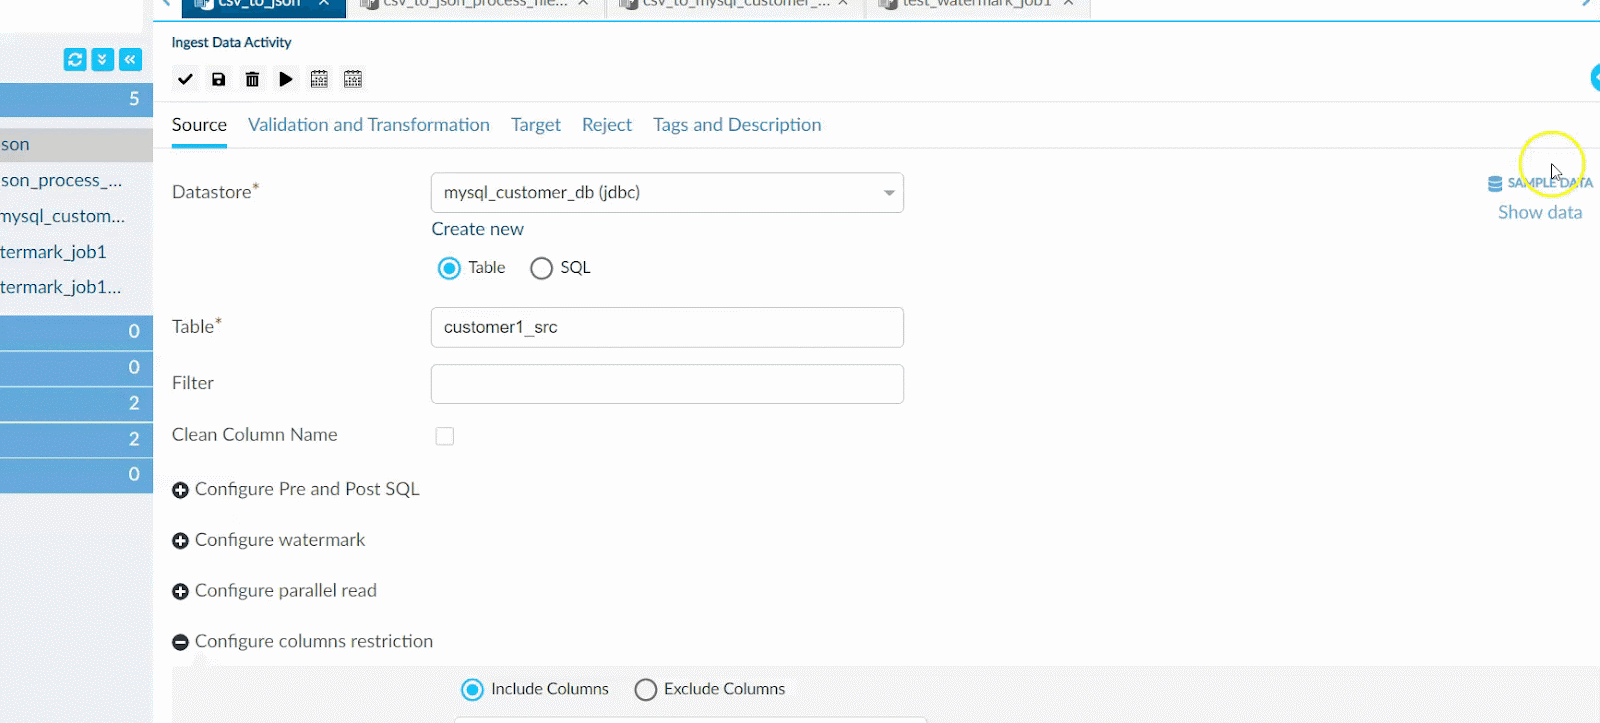 csv_to_json
csv_to_json_process_file...
csv_to_mysql_customer_...
test_watermark_job1
Ingest Data Activity
5
son
son_process_...
mysql_custom...
termark_job1
termark_job1...
0
0
2
2
0
Source Validation and Transformation Target Reject Tags and Description
SAMPLE DATA
Show data
Datastore* mysql_customer_db (jdbc)
Create new
Table SQL
Table* customer1_src
Filter
Clean Column Name
Configure Pre and Post SQL
Configure watermark
Configure parallel read
Configure columns restriction
Include Columns Exclude Columns